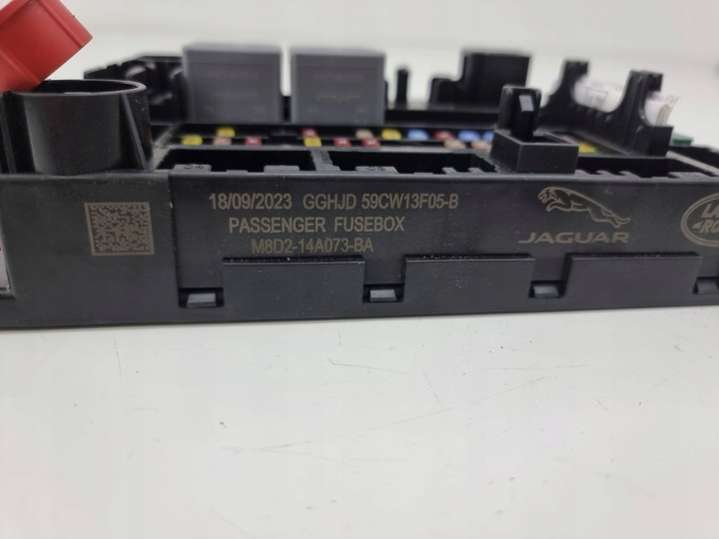 18/09/2023 GGHJD 59CW13F05-B
PASSENGER FUSEBOX
M8D2-14A073-BA
JAGUAR